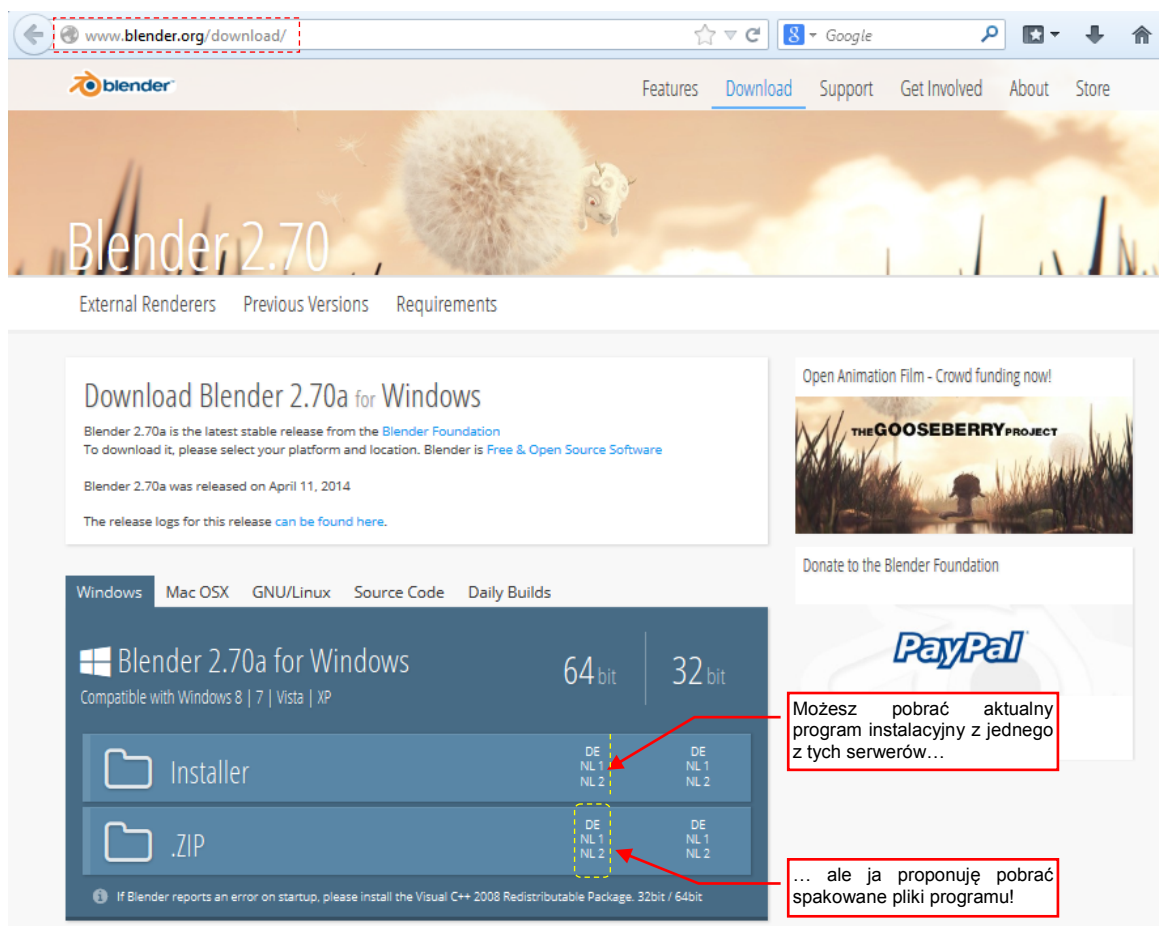 www.blender.org/download/
Google
blender
Features Download Support Get Involved About Store
Blender 2.70
External Renderers Previous Versions Requirements
Download Blender 2.70a for Windows
Blender 2.70a is the latest stable release from the Blender Foundation
To download it, please select your platform and location. Blender is Free & Open Source Software
Blender 2.70a was released on April 11, 2014
The release logs for this release can be found here.
Open Animation Film - Crowd funding now!
THE GOOSEBERRY PROJECT
Donate to the Blender Foundation
PayPal
Windows Mac OSX GNU/Linux Source Code Daily Builds
Blender 2.70a for Windows
Compatible with Windows 8 | 7 | Vista | XP
64 bit 32 bit
Installer
DE
NL 1
NL 2
DE
NL 1
NL 2
.ZIP
DE
NL 1
NL 2
DE
NL 1
NL 2
If Blender reports an error on startup, please install the Visual C++ 2008 Redistributable Package. 32bit / 64bit
Możesz pobrać aktualny
program instalacyjny z jednego
z tych serwerów…
… ale ja proponuję pobrać
spakowane pliki programu!